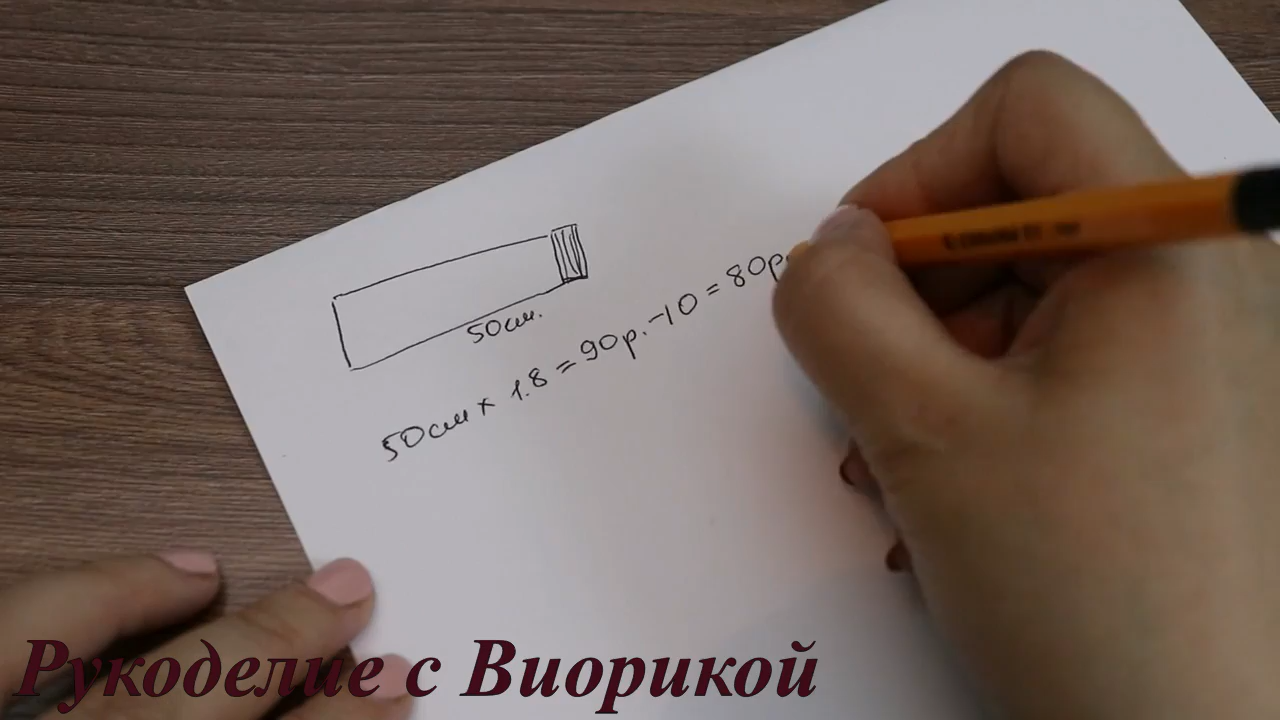 50см.
50см x 1.8 = 90р. -10 = 80р.
Рукоделие с Виорикой